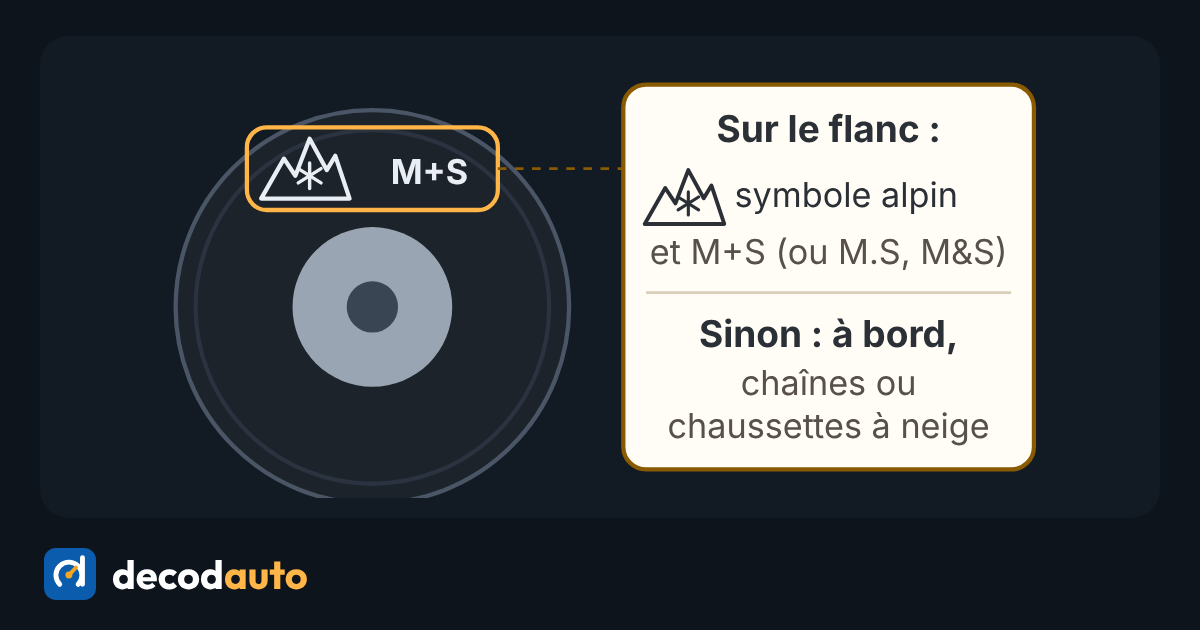 M+S
Sur le flanc :
symbole alpin
et M+S (ou M.S, M&S)
Sinon : à bord,
chaînes ou
chaussettes à neige
decodauto